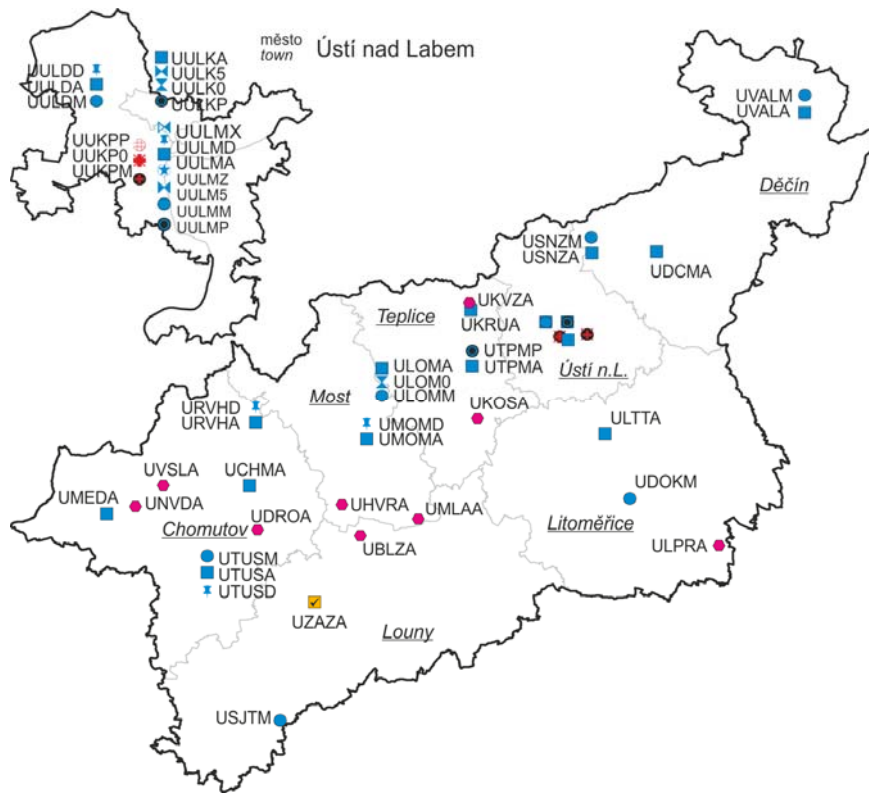 město
town
Ústí nad Labem
UULDD
UULDA
UULDM
UULKA
UULK5
UULK0
UULKP
UUKPP
UUKP0
UUKPM
UULMX
UULMD
UULMA
UULMZ
UULM5
UULMM
UULMP
UVALM
UVALA
Děčín
USNZM
USNZA
UDCMA
UKVZA
Teplice
UKRUA
UTPMP
UTPMA
Ústí n.L.
ULOMA
ULOM0
ULOMM
Most
URVHD
URVHA
UMOMD
UMOMA
UKOSA
ULTTA
UVSLA
UCHMA
UMEDA
UNVDA
UDOKM
UHVRA
UMLAA
Chomutov
UDROA
Litoměřice
UBLZA
ULPRA
UTUSM
UTUSA
UTUSD
UZAZA
Louny
USJTM